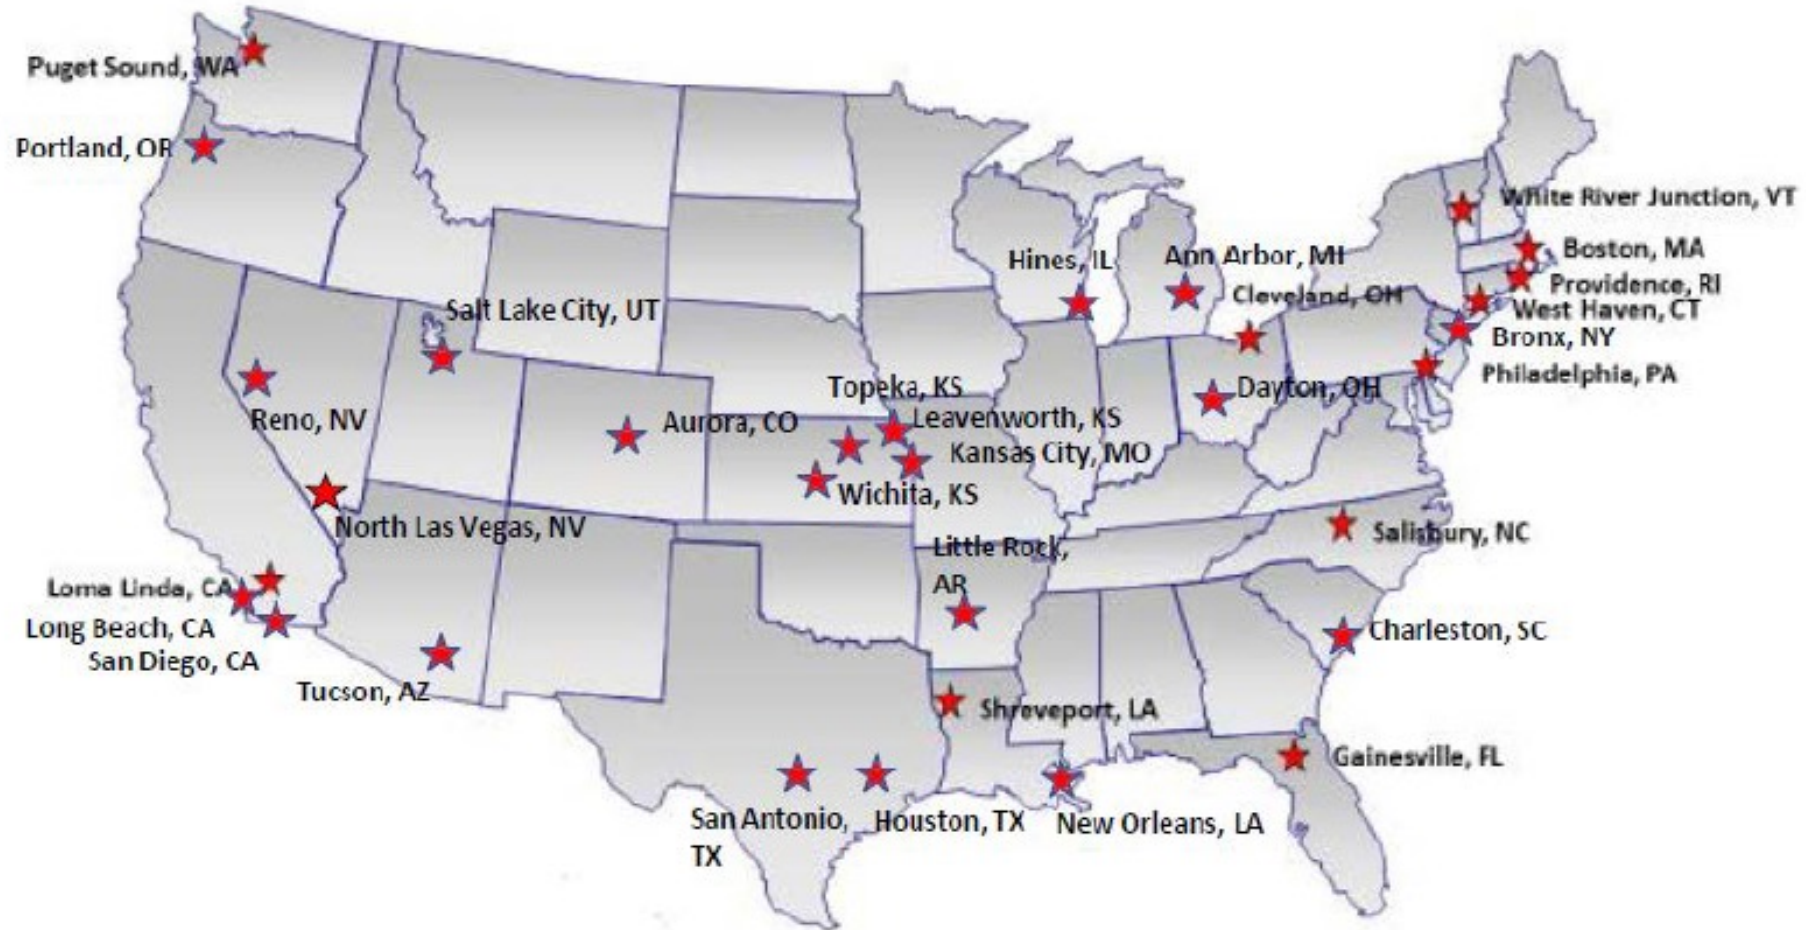 Puget Sound, WA
Portland, OR
White River Junction, VT
Boston, MA
Hines, IL
Ann Arbor, MI
Providence, RI
Cleveland, OH
West Haven, CT
Salt Lake City, UT
Bronx, NY
Philadelphia, PA
Topeka, KS
Dayton, OH
Reno, NV
Aurora, CO
Leavenworth, KS
Kansas City, MO
Wichita, KS
North Las Vegas, NV
Salisbury, NC
Little Rock,
AR
Loma Linda, CA
Long Beach, CA
Charleston, SC
San Diego, CA
Tucson, AZ
Shreveport, LA
Gainesville, FL
San Antonio,
TX
Houston, TX
New Orleans, LA